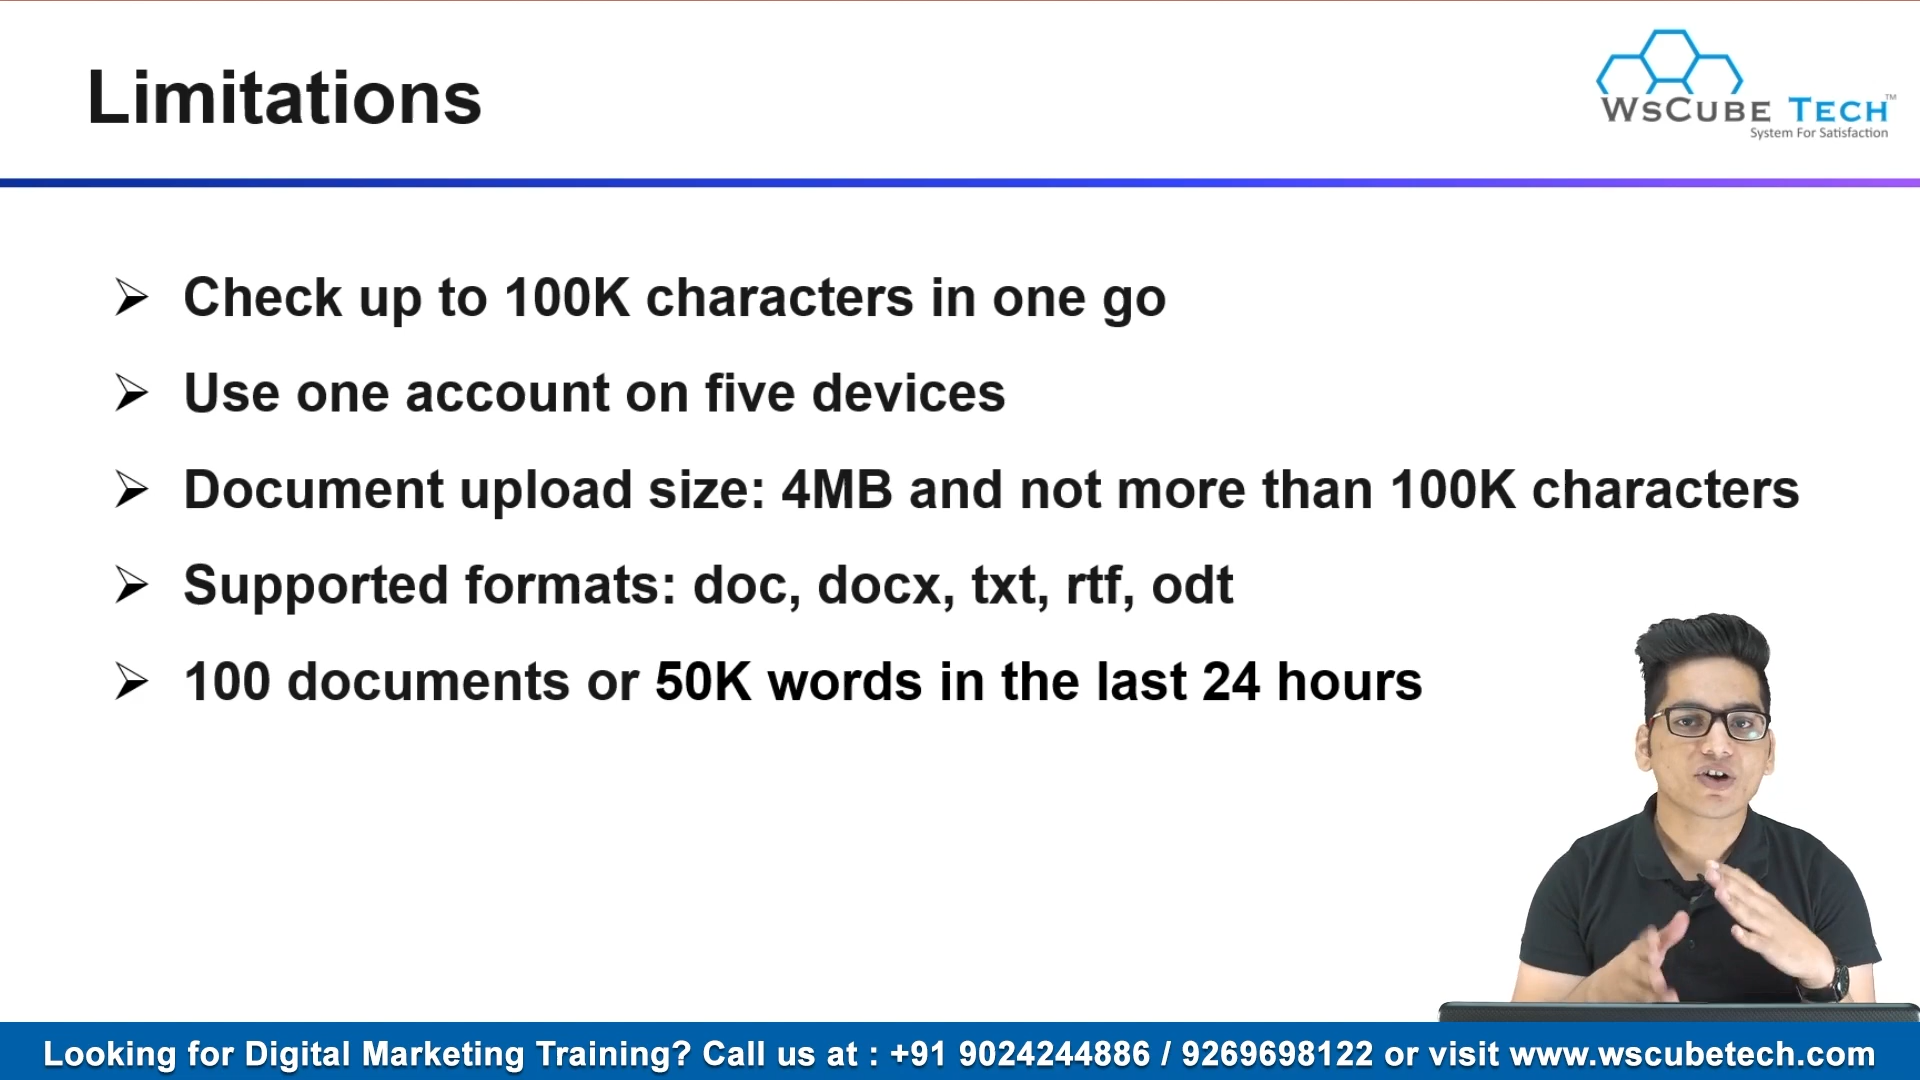 Limitations
WsCube Tech™
System For Satisfaction
➢ Check up to 100K characters in one go
➢ Use one account on five devices
➢ Document upload size: 4MB and not more than 100K characters
➢ Supported formats: doc, docx, txt, rtf, odt
➢ 100 documents or 50K words in the last 24 hours
Looking for Digital Marketing Training? Call us at : +91 9024244886 / 9269698122 or visit www.wscubetech.com